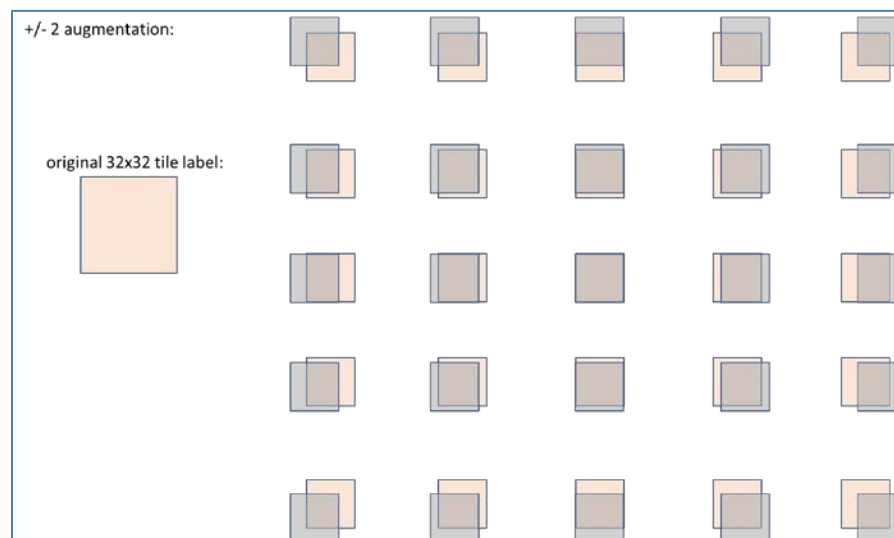 +/- 2 augmentation:
original 32x32 tile label: